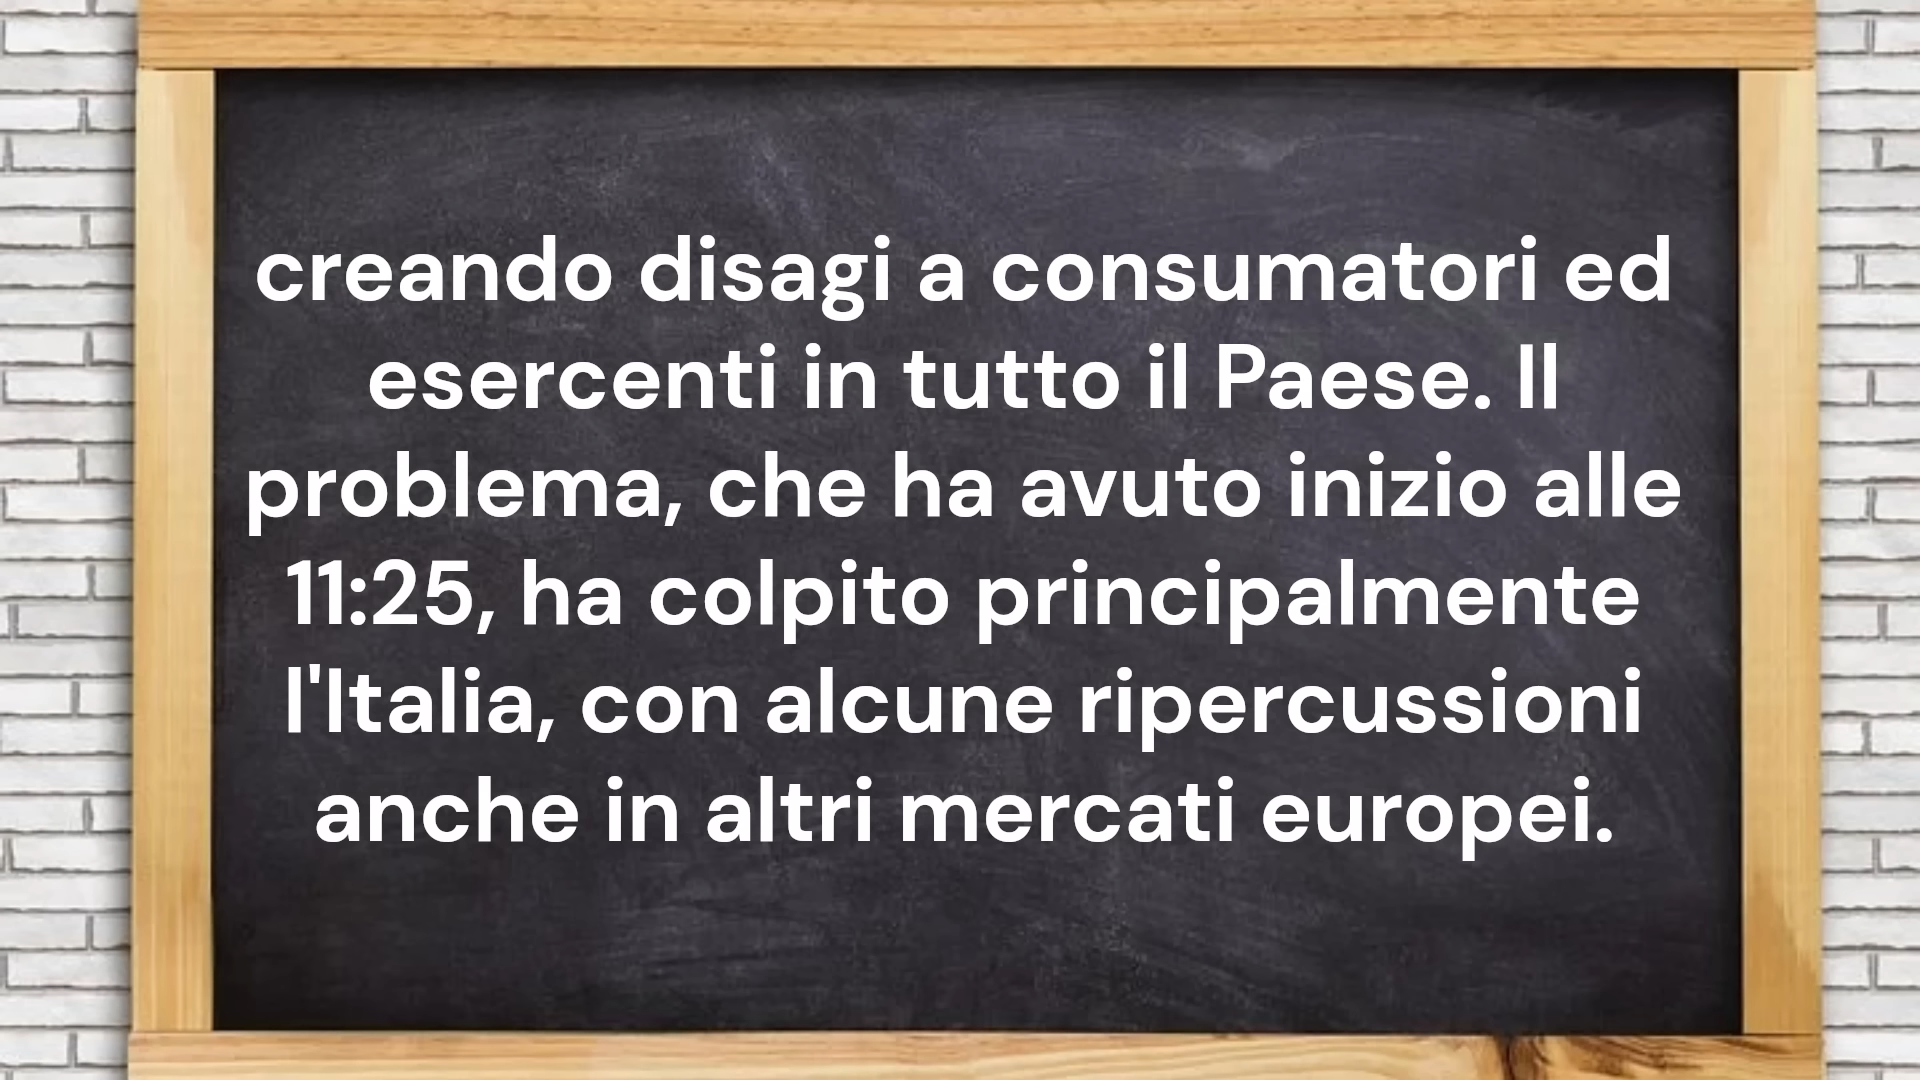 creando disagi a consumatori ed
esercenti in tutto il Paese. Il
problema, che ha avuto inizio alle
11:25, ha colpito principalmente
l'Italia, con alcune ripercussioni
anche in altri mercati europei.